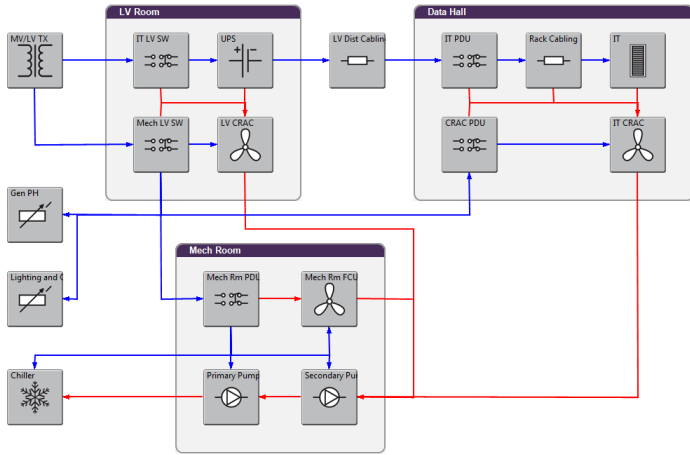 LV Room
Data Hall
MV/LV TX
IT LV SW
UPS
LV Dist Cablin
IT PDU
Rack Cabling
IT
Mech LV SW
LV CRAC
CRAC PDU
IT CRAC
Gen PH
Mech Room
Lighting and
Mech Rm PDU
Mech Rm FCU
Chiller
Primary Pump
Secondary Pu